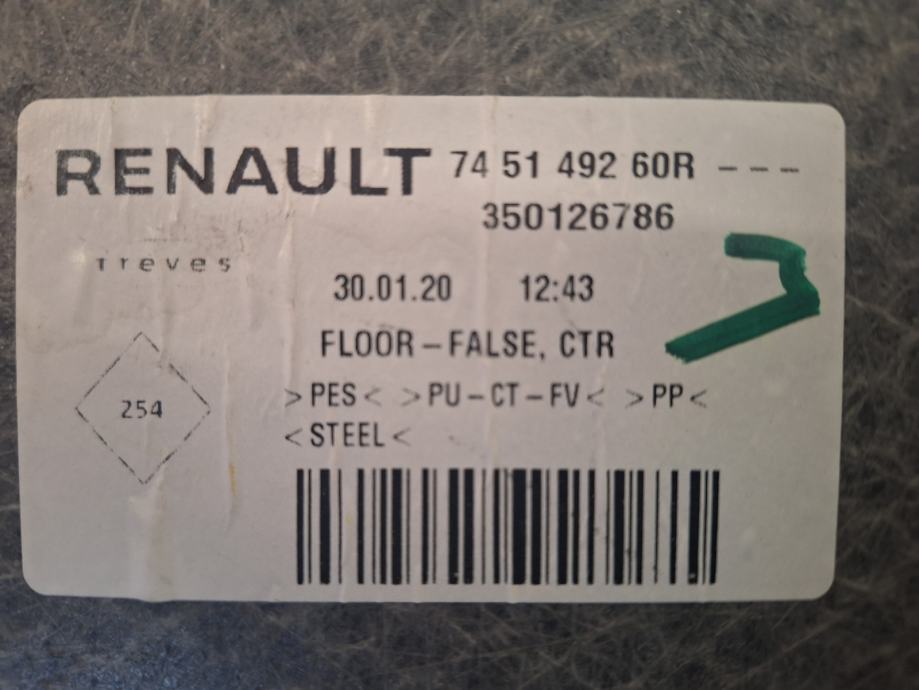 RENAULT 74 51 492 60R ---
350126786
Treves
30.01.20 12:43
FLOOR-FALSE, CTR
>PES< >PU-CT-FV< >PP<
254
<STEEL<